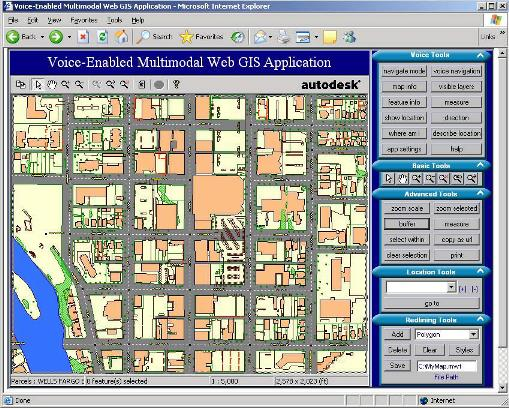 Voice-Enabled Multimodal Web GIS Application - Microsoft Internet Explorer
File Edit View Favorites Tools Help
Back Search Favorites Links
Voice-Enabled Multimodal Web GIS Application
autodesk
Voice Tools
navigate mode voice navigation
map info visible layers
feature info measure
show location direction
where am i describe location
app settings help
Basic Tools
Advanced Tools
zoom scale zoom selected
buffer measure
select within copy as url
clear selection print
Location Tools
go to
Redlining Tools
Add Polygon
Delete Clear Styles
Save C:\MyMap.mwf
File Path
Parcels : WELLS FARGO 0 feature(s) selected 1 : 5,000 2,578 x 2,023 (ft)
Done Internet